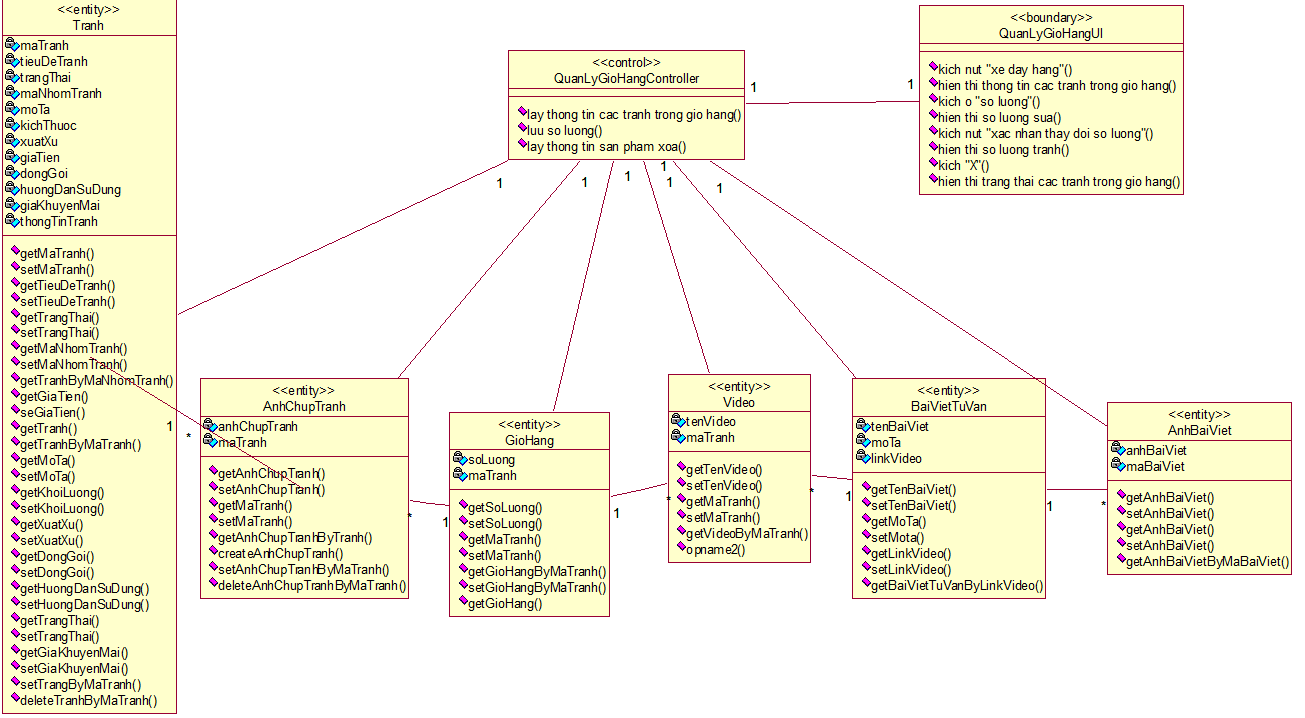 <<entity>>
Tranh
maTranh
tieuDeTranh
trangThai
maNhomTranh
moTa
kichThuoc
xuatXu
giaTien
dongGoi
huongDanSuDung
giaKhuyenMai
thongTinTranh
getMaTranh()
setMaTranh()
getTieuDeTranh()
setTieuDeTranh()
getTrangThai()
setTrangThai()
getMaNhomTranh()
setMaNhomTranh()
getTranhByMaNhomTranh()
getGiaTien()
seGiaTien()
getTranh()
getTranhByMaTranh()
getMoTa()
setMoTa()
getKhoiLuong()
setKhoiLuong()
getXuatXu()
setXuatXu()
getDongGoi()
setDongGoi()
getHuongDanSuDung()
setHuongDanSuDung()
getTrangThai()
setTrangThai()
getGiaKhuyenMai()
setGiaKhuyenMai()
setTrangByMaTranh()
deleteTranhByMaTranh()
<<control>>
QuanLyGioHangController
lay thong tin cac tranh trong gio hang()
luu so luong()
lay thong tin san pham xoa()
1
1
<<boundary>>
QuanLyGioHangUI
kich nut "xe day hang"()
hien thi thong tin cac tranh trong gio hang()
kich o "so luong"()
hien thi so luong sua()
kich nut "xac nhan thay doi so luong"()
hien thi so luong tranh()
kich "X"()
hien thi trang thai cac tranh trong gio hang()
1
1
1
1
1
1
1
*
<<entity>>
AnhChupTranh
anhChupTranh
maTranh
getAnhChupTranh()
setAnhChupTranh()
getMaTranh()
setMaTranh()
getAnhChupTranhByTranh()
createAnhChupTranh()
setAnhChupTranhByMaTranh()
deleteAnhChupTranhByMaTranh()
*
1
<<entity>>
GioHang
soLuong
maTranh
getSoLuong()
setSoLuong()
getMaTranh()
setMaTranh()
getGioHangByMaTranh()
setGioHangByMaTranh()
getGioHang()
1
*
<<entity>>
Video
tenVideo
maTranh
getTenVideo()
setTenVideo()
getMaTranh()
setMaTranh()
getVideoByMaTranh()
opname2()
*
1
<<entity>>
BaiVietTuVan
tenBaiViet
moTa
linkVideo
getTenBaiViet()
setTenBaiViet()
getMoTa()
setMota()
getLinkVideo()
setLinkVideo()
getBaiVietTuVanByLinkVideo()
1
*
<<entity>>
AnhBaiViet
anhBaiViet
maBaiViet
getAnhBaiViet()
setAnhBaiViet()
getAnhBaiViet()
setAnhBaiViet()
getAnhBaiVietByMaBaiViet()